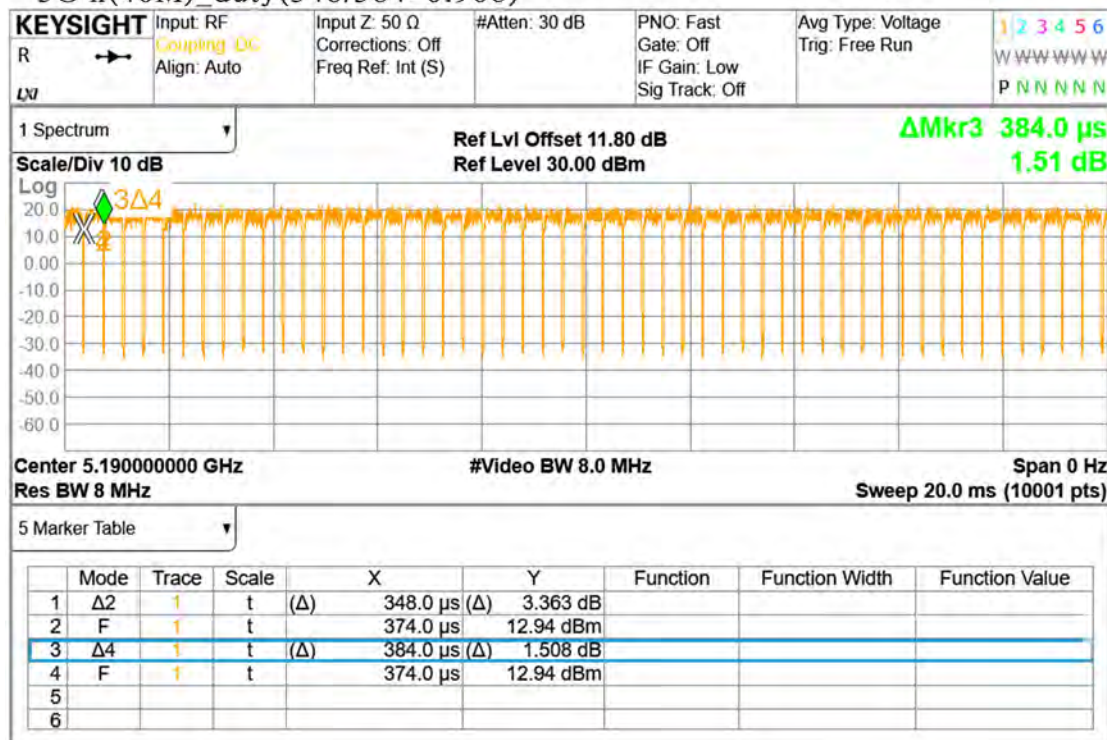 KEYSIGHT
R
LXI
Input: RF
Coupling: DC
Align: Auto
Input Z: 50 Ω
Corrections: Off
Freq Ref: Int (S)
#Atten: 30 dB
PNO: Fast
Gate: Off
IF Gain: Low
Sig Track: Off
Avg Type: Voltage
Trig: Free Run
1 2 3 4 5 6
W W W W W W
P N N N N N
1 Spectrum
Scale/Div 10 dB
Ref Lvl Offset 11.80 dB
Ref Level 30.00 dBm
ΔMkr3 384.0 µs
1.51 dB
Log
3Δ4
20.0
10.0
0.00
-10.0
-20.0
-30.0
-40.0
-50.0
-60.0
Center 5.190000000 GHz
#Video BW 8.0 MHz
Span 0 Hz
Res BW 8 MHz
Sweep 20.0 ms (10001 pts)
5 Marker Table
Mode Trace Scale X Y Function Function Width Function Value
1 Δ2 1 t (Δ) 348.0 µs (Δ) 3.363 dB
2 F 1 t 374.0 µs 12.94 dBm
3 Δ4 1 t (Δ) 384.0 µs (Δ) 1.508 dB
4 F 1 t 374.0 µs 12.94 dBm
5
6